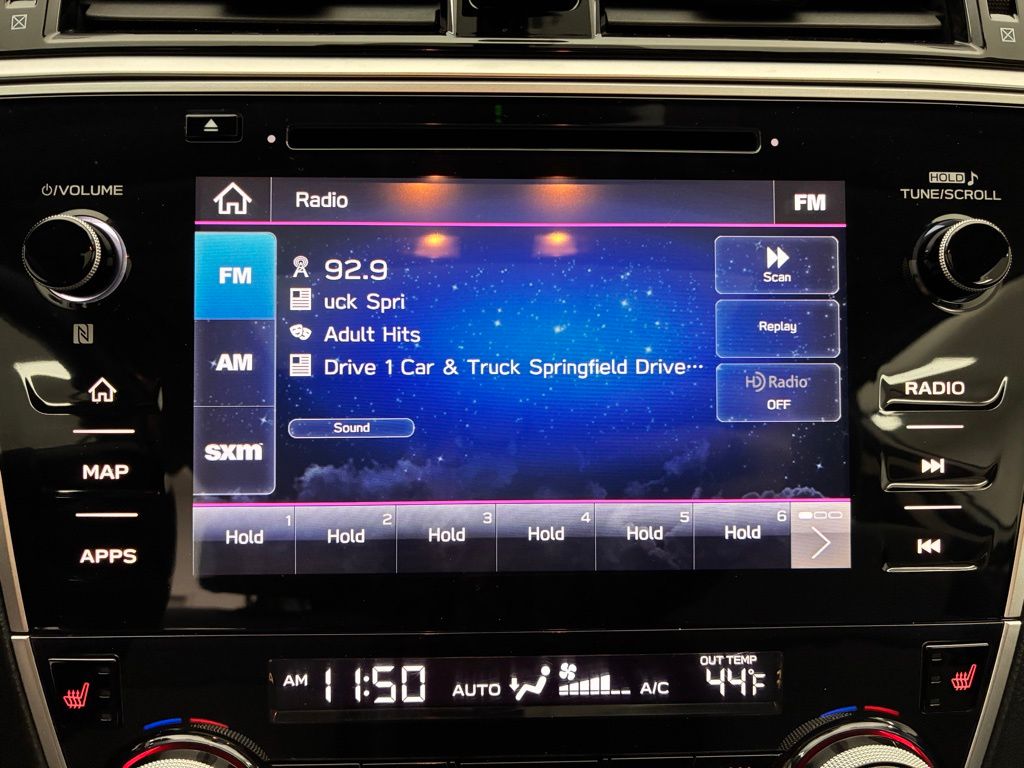 ⏻/VOLUME
HOLD ♪
TUNE/SCROLL
Radio
FM
FM
AM
sxm
92.9
uck Spri
Adult Hits
Drive 1 Car & Truck Springfield Drive…
Sound
Scan
Replay
HD Radio
OFF
MAP
APPS
RADIO
1
Hold
2
Hold
3
Hold
4
Hold
5
Hold
6
Hold
AM 11:50
AUTO
A/C
OUT TEMP
44°F